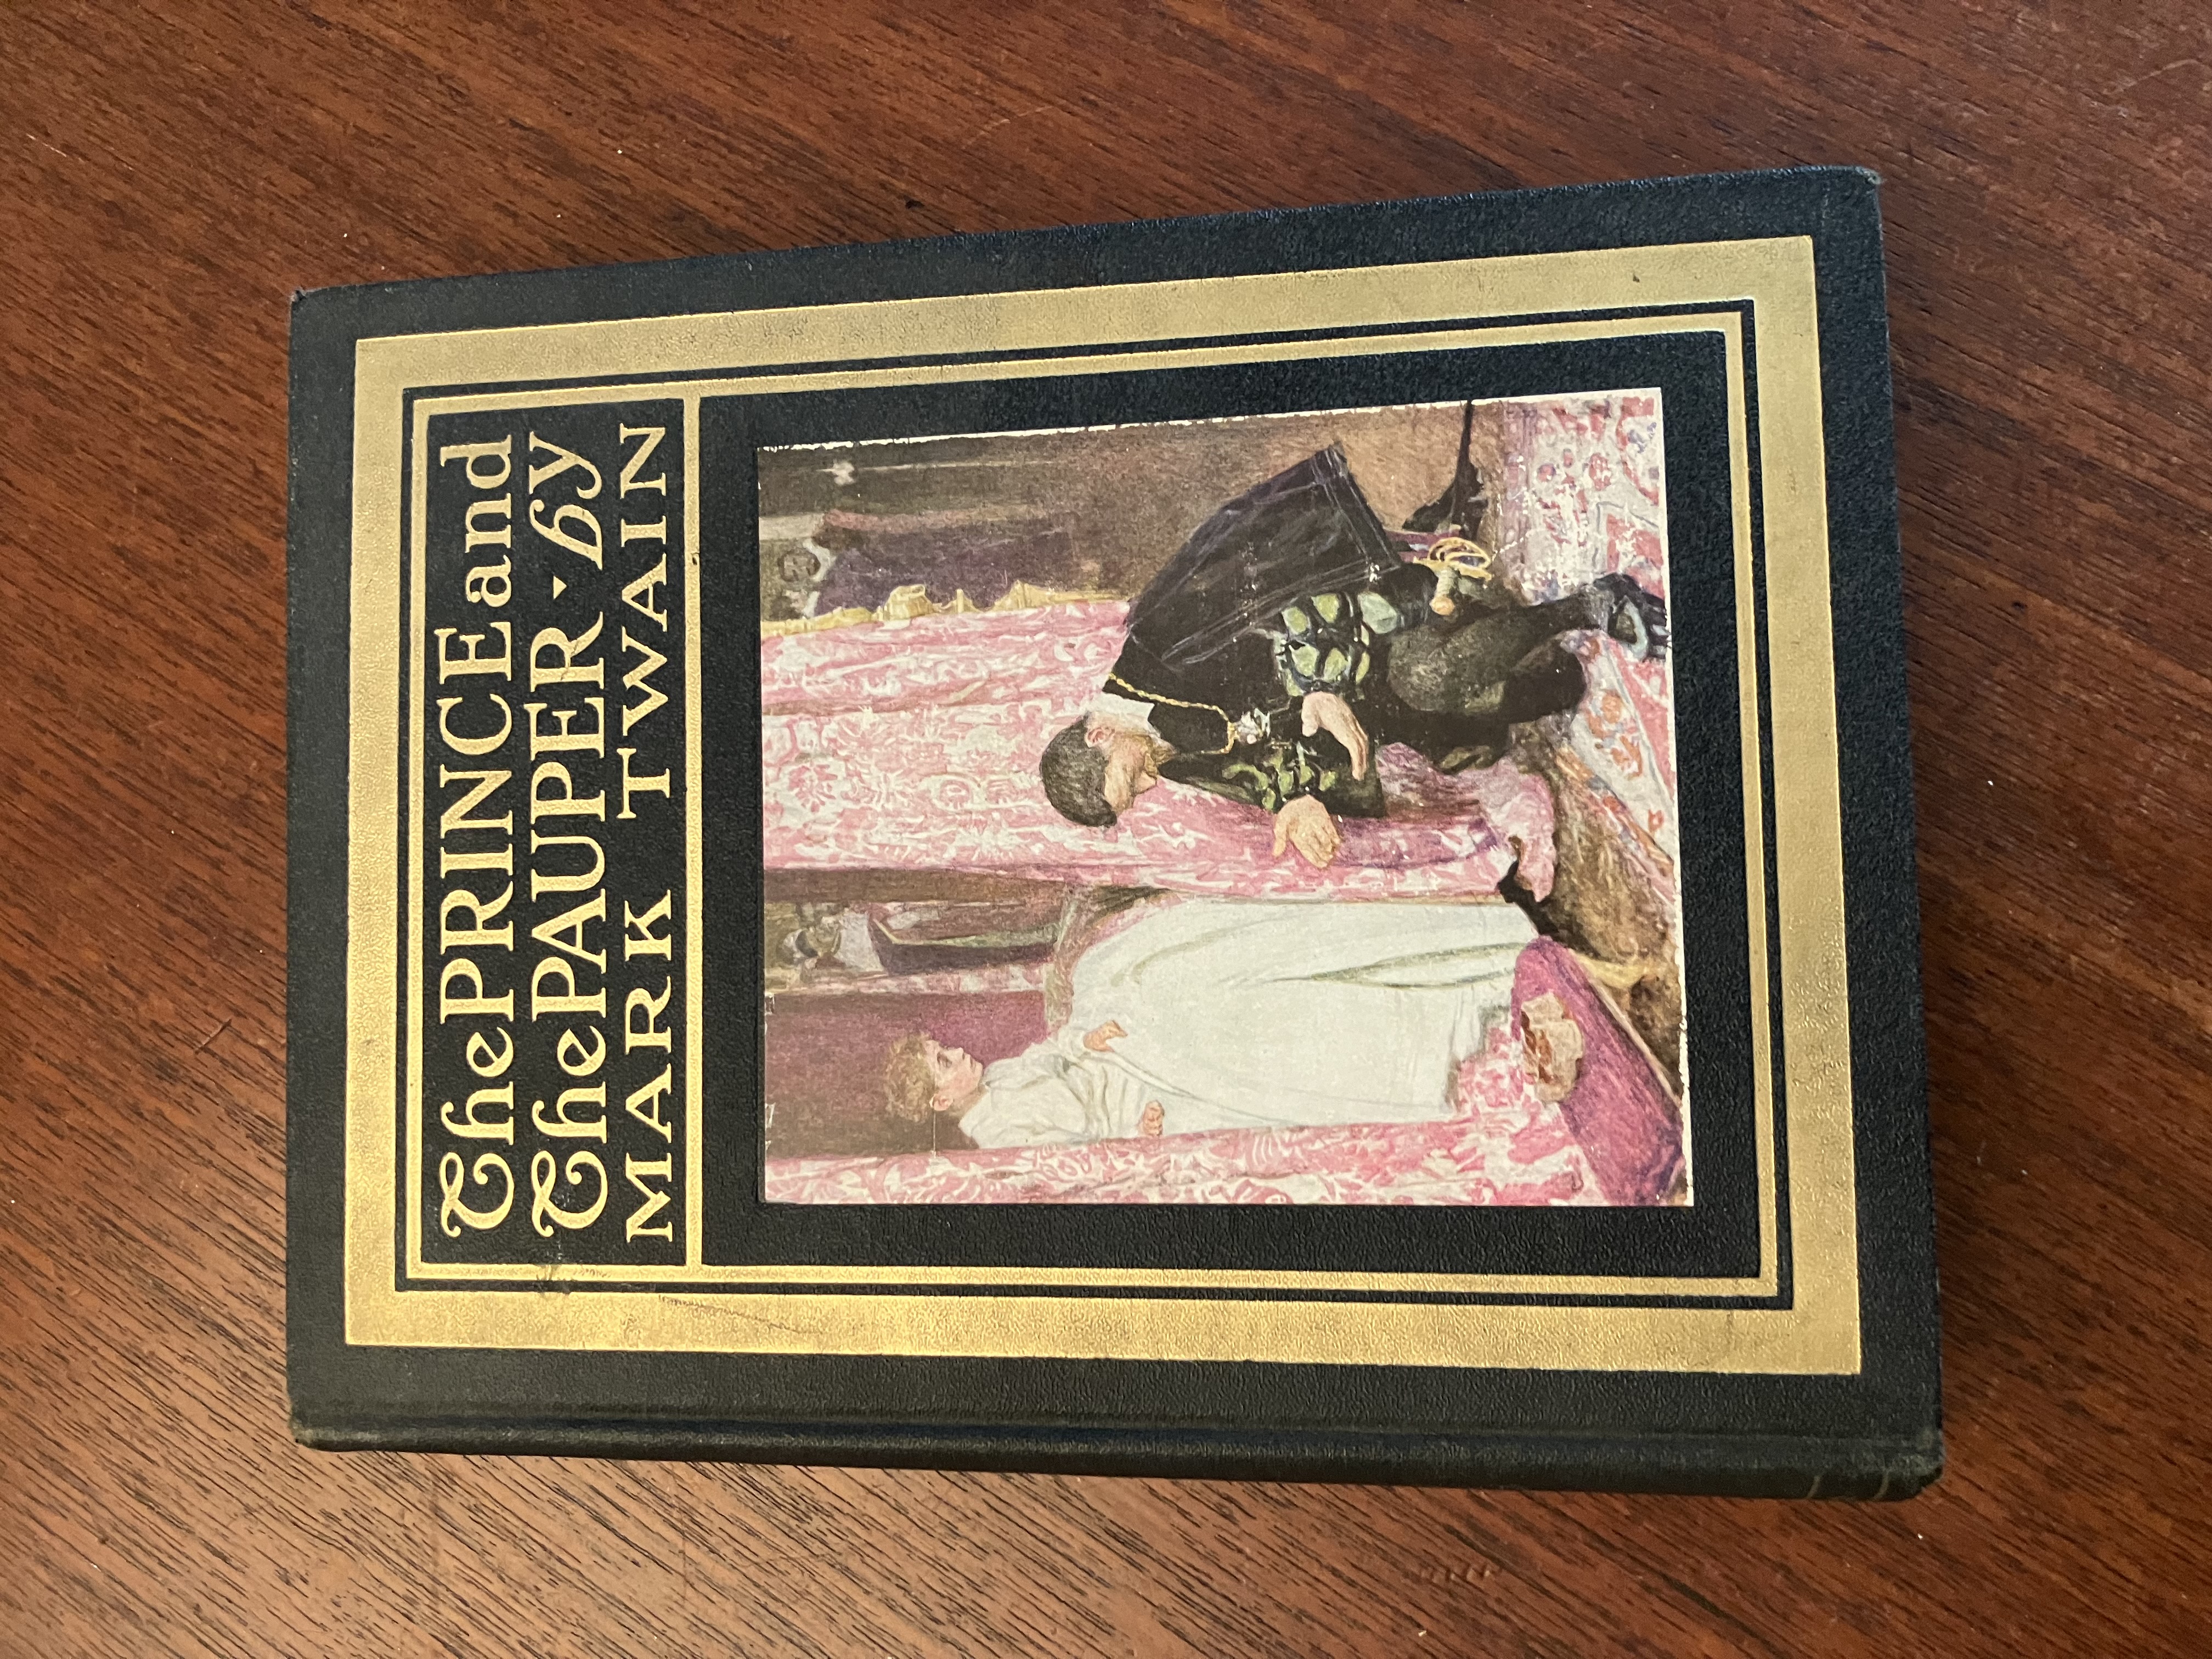 The PRINCE and
The PAUPER · by
MARK TWAIN